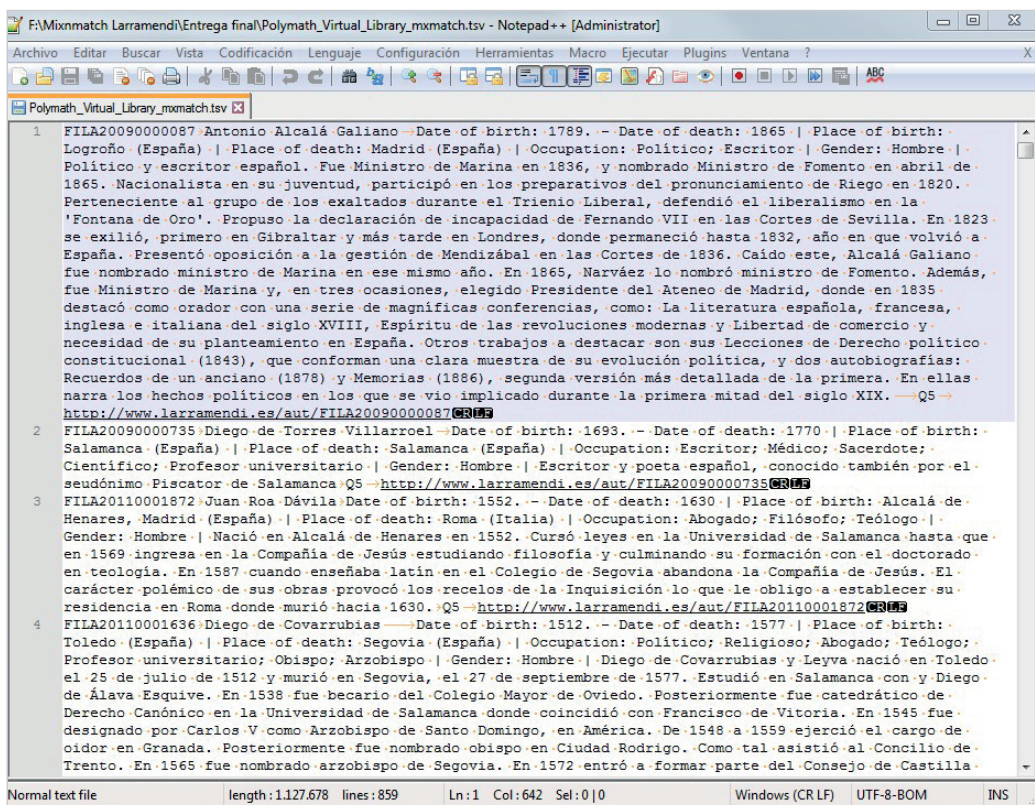 F:\Mixnmatch Larramendi\Entrega final\Polymath_Virtual_Library_mxmatch.tsv - Notepad++ [Administrator]
Archivo Editar Buscar Vista Codificación Lenguaje Configuración Herramientas Macro Ejecutar Plugins Ventana ? X
ABC
Polymath_Virtual_Library_mxmatch.tsv
1 FILA20090000087 Antonio Alcalá Galiano Date of birth: 1789. - Date of death: 1865 | Place of birth:
Logroño (España) | Place of death: Madrid (España) | Occupation: Político; Escritor | Gender: Hombre |
Político y escritor español. Fue Ministro de Marina en 1836, y nombrado Ministro de Fomento en abril de
1865. Nacionalista en su juventud, participó en los preparativos del pronunciamiento de Riego en 1820.
Perteneciente al grupo de los exaltados durante el Trienio Liberal, defendió el liberalismo en la
'Fontana de Oro'. Propuso la declaración de incapacidad de Fernando VII en las Cortes de Sevilla. En 1823
se exilió, primero en Gibraltar y más tarde en Londres, donde permaneció hasta 1832, año en que volvió a
España. Presentó oposición a la gestión de Mendizábal en las Cortes de 1836. Caído este, Alcalá Galiano
fue nombrado ministro de Marina en ese mismo año. En 1865, Narváez lo nombró ministro de Fomento. Además,
fue Ministro de Marina y, en tres ocasiones, elegido Presidente del Ateneo de Madrid, donde en 1835
destacó como orador con una serie de magníficas conferencias, como: La literatura española, francesa,
inglesa e italiana del siglo XVIII, Espíritu de las revoluciones modernas y Libertad de comercio y
necesidad de su planteamiento en España. Otros trabajos a destacar son sus Lecciones de Derecho político
constitucional (1843), que conforman una clara muestra de su evolución política, y dos autobiografías:
Recuerdos de un anciano (1878) y Memorias (1886), segunda versión más detallada de la primera. En ellas
narra los hechos políticos en los que se vio implicado durante la primera mitad del siglo XIX. Q5
http://www.larramendi.es/aut/FILA20090000087 CR LF
2 FILA20090000735 Diego de Torres Villarroel Date of birth: 1693. - Date of death: 1770 | Place of birth:
Salamanca (España) | Place of death: Salamanca (España) | Occupation: Escritor; Médico; Sacerdote;
Científico; Profesor universitario | Gender: Hombre | Escritor y poeta español, conocido también por el
seudónimo Piscator de Salamanca Q5 http://www.larramendi.es/aut/FILA20090000735 CR LF
3 FILA20110001872 Juan Roa Dávila Date of birth: 1552. - Date of death: 1630 | Place of birth: Alcalá de
Henares, Madrid (España) | Place of death: Roma (Italia) | Occupation: Abogado; Filósofo; Teólogo |
Gender: Hombre | Nació en Alcalá de Henares en 1552. Cursó leyes en la Universidad de Salamanca hasta que
en 1569 ingresa en la Compañía de Jesús estudiando filosofía y culminando su formación con el doctorado
en teología. En 1587 cuando enseñaba latín en el Colegio de Segovia abandona la Compañía de Jesús. El
carácter polémico de sus obras provocó los recelos de la Inquisición lo que le obligo a establecer su
residencia en Roma donde murió hacia 1630. Q5 http://www.larramendi.es/aut/FILA20110001872 CR LF
4 FILA20110001636 Diego de Covarrubias Date of birth: 1512. - Date of death: 1577 | Place of birth:
Toledo (España) | Place of death: Segovia (España) | Occupation: Político; Religioso; Abogado; Teólogo;
Profesor universitario; Obispo; Arzobispo | Gender: Hombre | Diego de Covarrubias y Leyva nació en Toledo
el 25 de julio de 1512 y murió en Segovia, el 27 de septiembre de 1577. Estudió en Salamanca con y Diego
de Álava Esquive. En 1538 fue becario del Colegio Mayor de Oviedo. Posteriormente fue catedrático de
Derecho Canónico en la Universidad de Salamanca donde coincidió con Francisco de Vitoria. En 1545 fue
designado por Carlos V como Arzobispo de Santo Domingo, en América. De 1548 a 1559 ejerció el cargo de
oidor en Granada. Posteriormente fue nombrado obispo en Ciudad Rodrigo. Como tal asistió al Concilio de
Trento. En 1565 fue nombrado arzobispo de Segovia. En 1572 entró a formar parte del Consejo de Castilla
Normal text file length : 1.127.678 lines : 859 Ln : 1 Col : 642 Sel : 0 | 0 Windows (CR LF) UTF-8-BOM INS